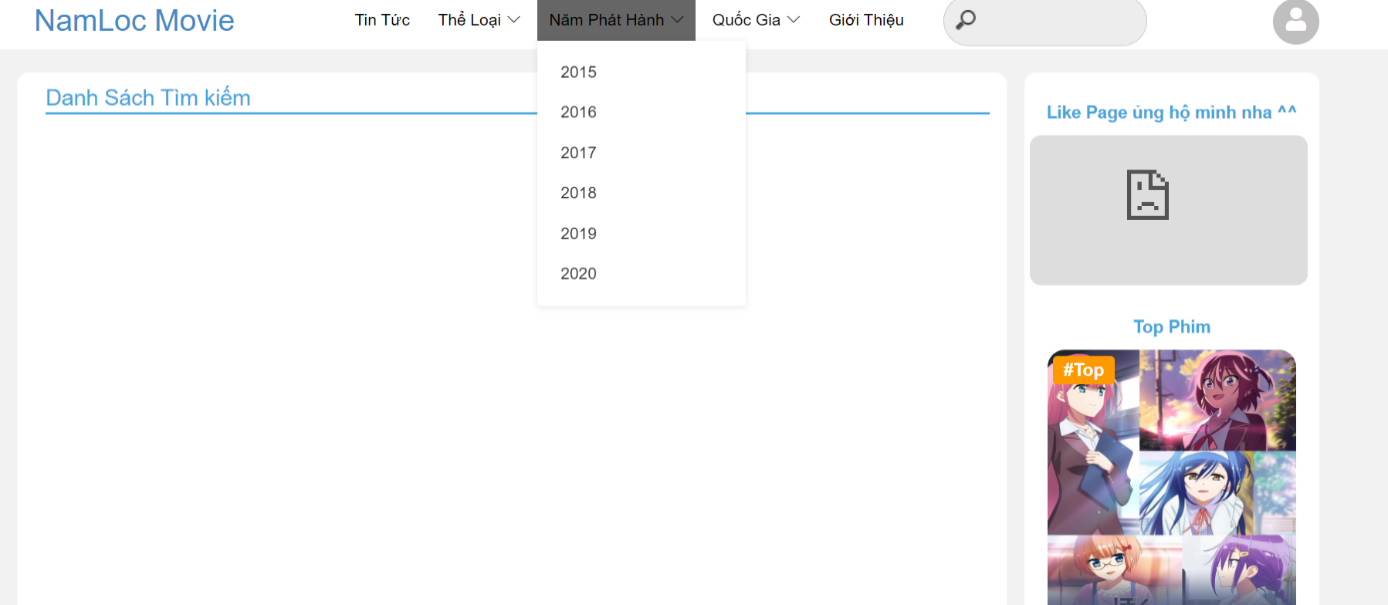 NamLoc Movie
Tin Tức Thể Loại Năm Phát Hành Quốc Gia Giới Thiệu
2015
2016
2017
2018
2019
2020
Danh Sách Tìm kiếm
Like Page ủng hộ mình nha ^^
Top Phim
#Top